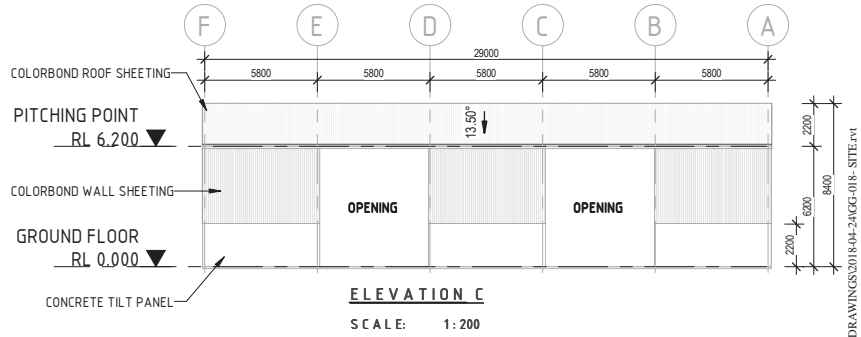 F E D C B A
29000
5800 5800 5800 5800 5800
COLORBOND ROOF SHEETING
PITCHING POINT
RL 6.200
13.50°
2200
COLORBOND WALL SHEETING
OPENING OPENING
6200
8400
2200
GROUND FLOOR
RL 0.000
CONCRETE TILT PANEL
ELEVATION C
SCALE: 1 : 200
DRAWINGS\2018-04-24\GG-018- SITE.rvt